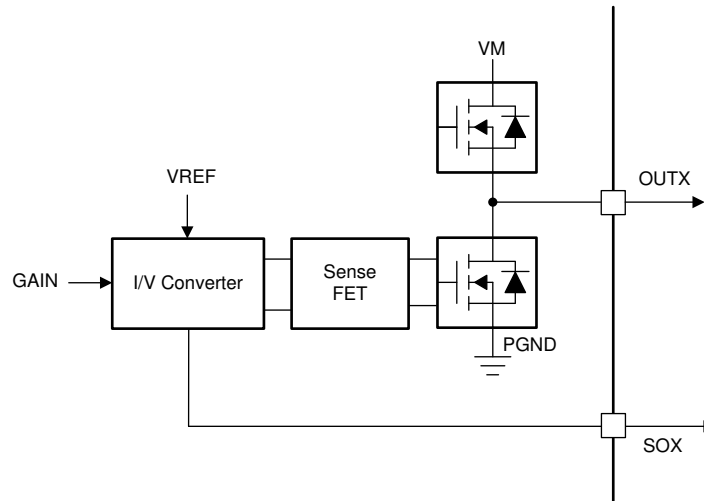 VM
VREF
OUTX
GAIN
I/V Converter
Sense
FET
PGND
SOX